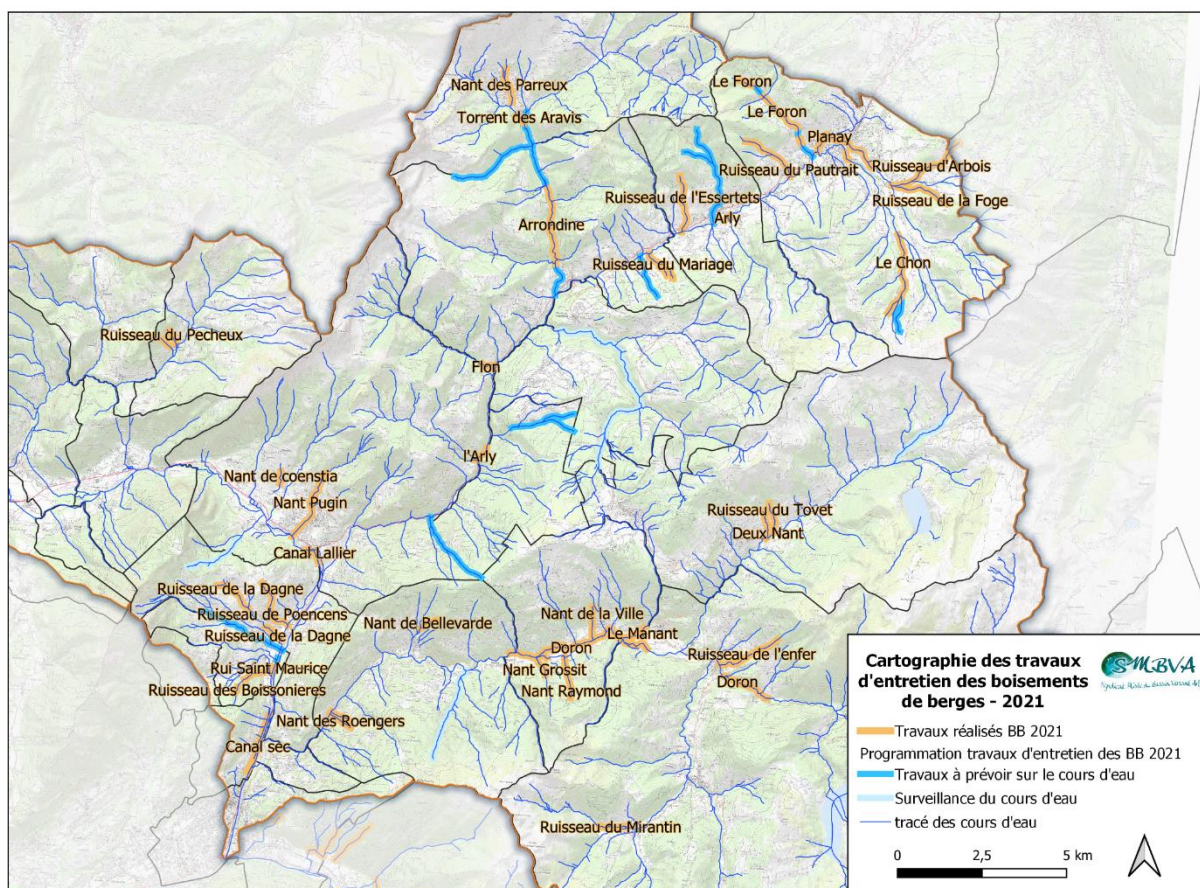 Nant des Parreux
Torrent des Aravis
Le Foron
Le Foron
Planay
Ruisseau d'Arbois
Ruisseau du Pautrait
Ruisseau de l'Essertets
Ruisseau de la Foge
Arly
Arrondine
Ruisseau du Mariage
Le Chon
Ruisseau du Pecheux
Flon
l'Arly
Nant de coenstia
Nant Pugin
Ruisseau du Tovet
Deux Nant
Canal Lallier
Ruisseau de la Dagne
Ruisseau de Poencens
Ruisseau de la Dagne
Nant de Bellevarde
Nant de la Ville
Le Manant
Doron
Ruisseau de l'enfer
Rui Saint Maurice
Nant Grossit
Doron
Ruisseau des Boissonieres
Nant Raymond
Nant des Roengers
Canal sec
Ruisseau du Mirantin
Cartographie des travaux
d'entretien des boisements
de berges - 2021
SMBVA
Travaux réalisés BB 2021
Programmation travaux d'entretien des BB 2021
Travaux à prévoir sur le cours d'eau
Surveillance du cours d'eau
tracé des cours d'eau
0 2,5 5 km